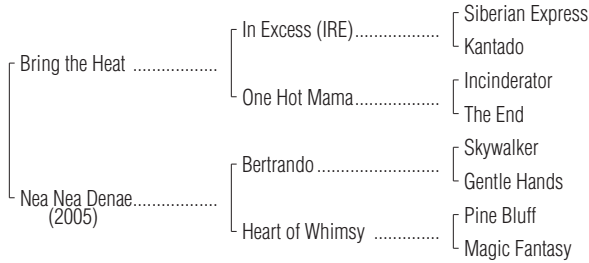 Siberian Express
In Excess (IRE)..................
Kantado
Bring the Heat ..................
Incinderator
One Hot Mama..................
The End
Skywalker
Bertrando..........................
Gentle Hands
Nea Nea Denae..................
(2005)
Pine Bluff
Heart of Whimsy ..............
Magic Fantasy